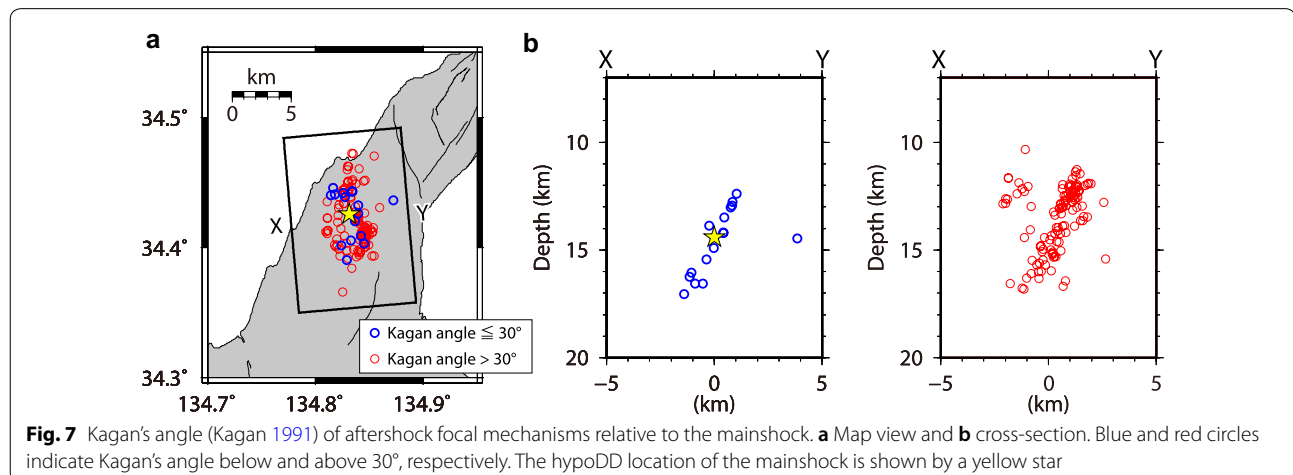 a
km
0 5
34.5°
34.4°
34.3°
134.7° 134.8° 134.9°
X
Y
Kagan angle ≦ 30°
Kagan angle > 30°
b
X Y
Depth (km)
10
15
20
−5 0 5
(km)
X Y
Depth (km)
10
15
20
−5 0 5
(km)
Fig. 7 Kagan's angle (Kagan 1991) of aftershock focal mechanisms relative to the mainshock. a Map view and b cross-section. Blue and red circles
indicate Kagan's angle below and above 30°, respectively. The hypoDD location of the mainshock is shown by a yellow star